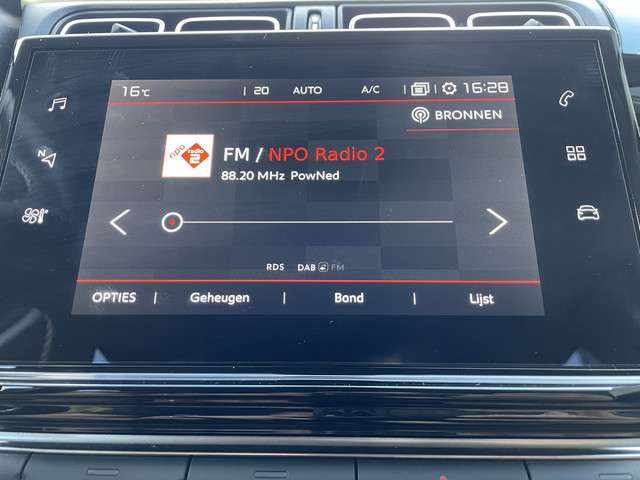 16°C | 20 AUTO A/C | | 16:28
BRONNEN
npo radio 2 FM / NPO Radio 2
88.20 MHz PowNed
RDS DAB FM
OPTIES | Geheugen | Band | Lijst
N